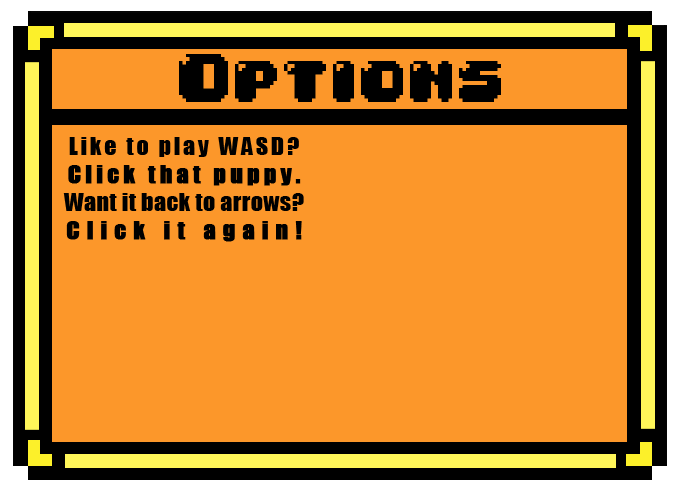 Options
Like to play WASD?
Click that puppy.
Want it back to arrows?
Click it again!